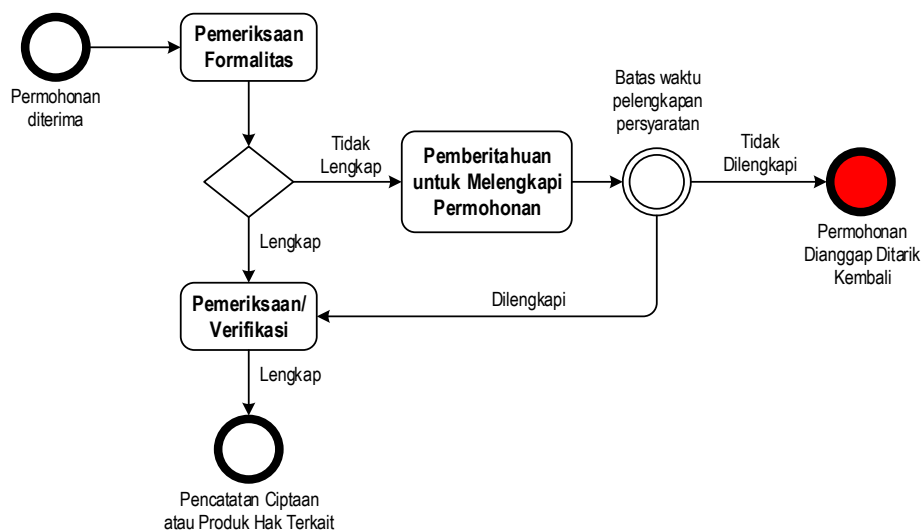 Permohonan
diterima
Pemeriksaan
Formalitas
Tidak
Lengkap
Pemberitahuan
untuk Melengkapi
Permohonan
Batas waktu
pelengkapan
persyaratan
Tidak
Dilengkapi
Permohonan
Dianggap Ditarik
Kembali
Lengkap
Pemeriksaan/
Verifikasi
Dilengkapi
Lengkap
Pencatatan Ciptaan
atau Produk Hak Terkait